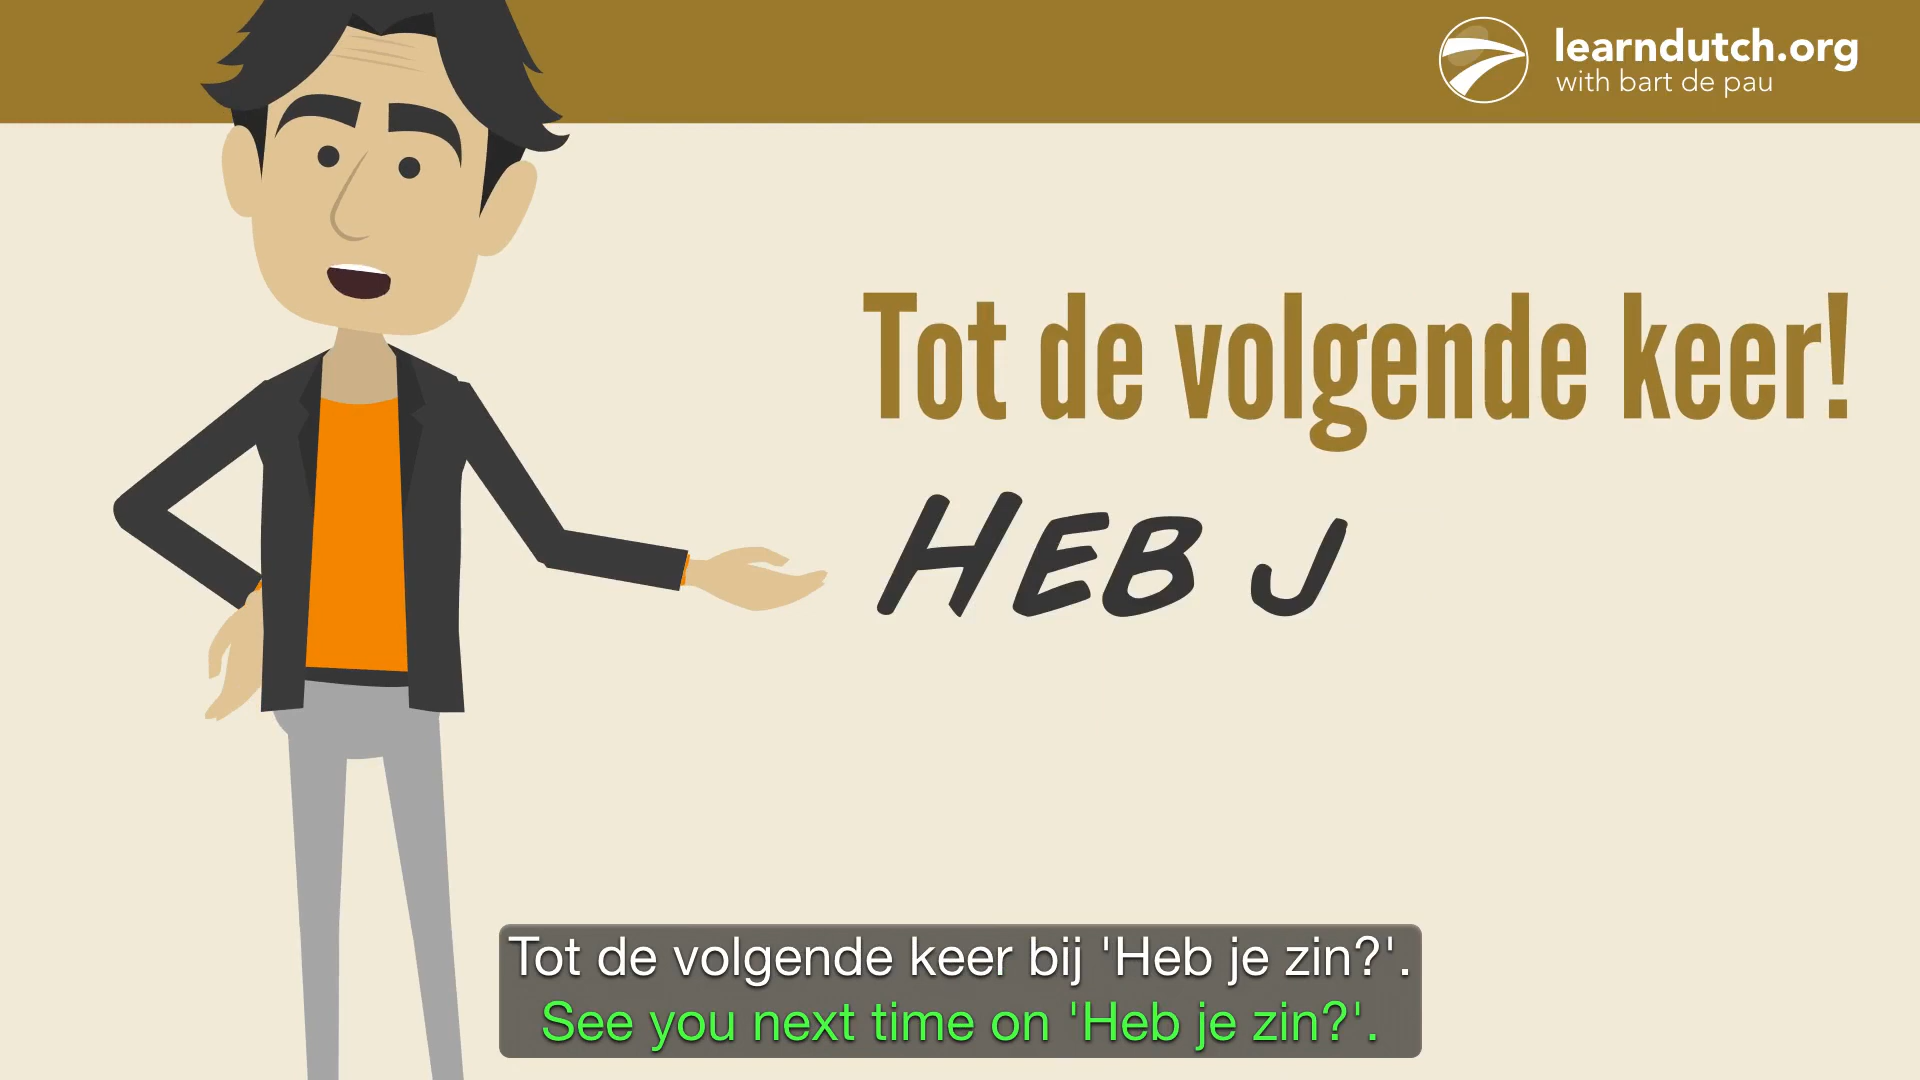 learndutch.org
with bart de pau
Tot de volgende keer!
HEB J
Tot de volgende keer bij 'Heb je zin?'.
See you next time on 'Heb je zin?'.